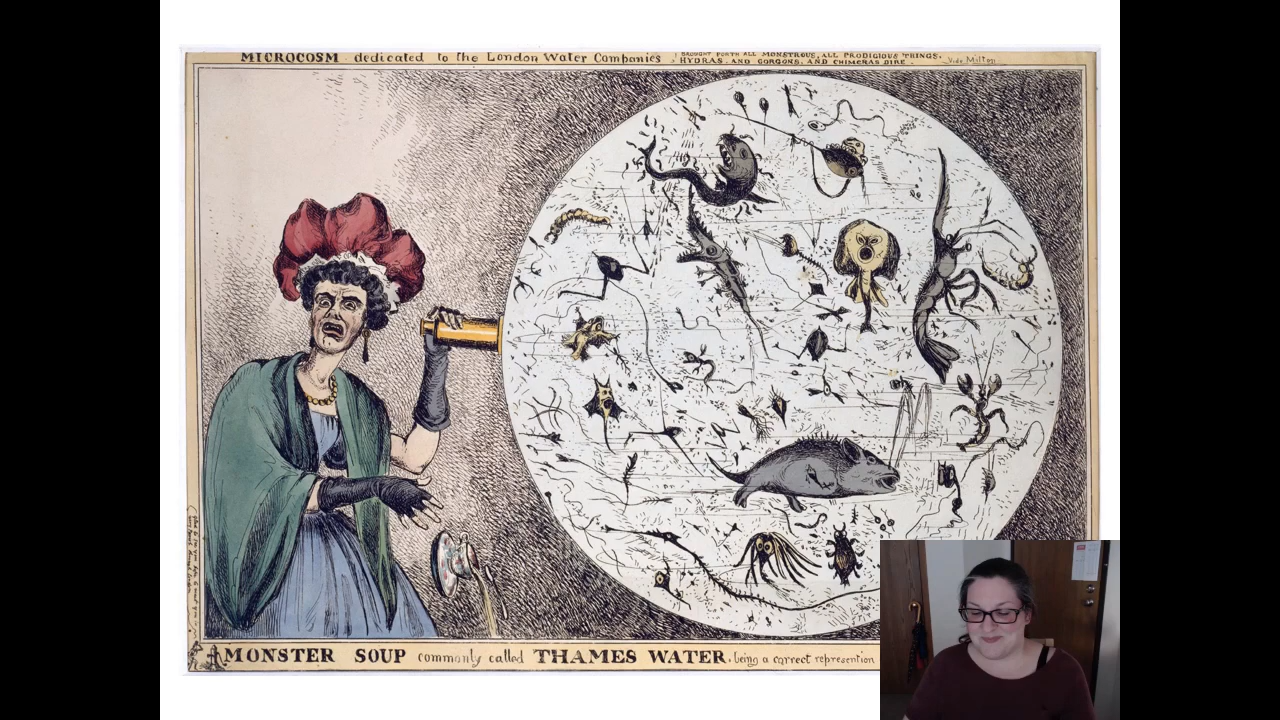 MICROCOSM dedicated to the London Water Companies
BROUGHT FORTH ALL MONSTROUS, ALL PRODIGIOUS THINGS,
HYDRAS, AND GORGONS, AND CHIMERAS DIRE.
Vide Milton
MONSTER SOUP commonly called THAMES WATER, being a correct represention